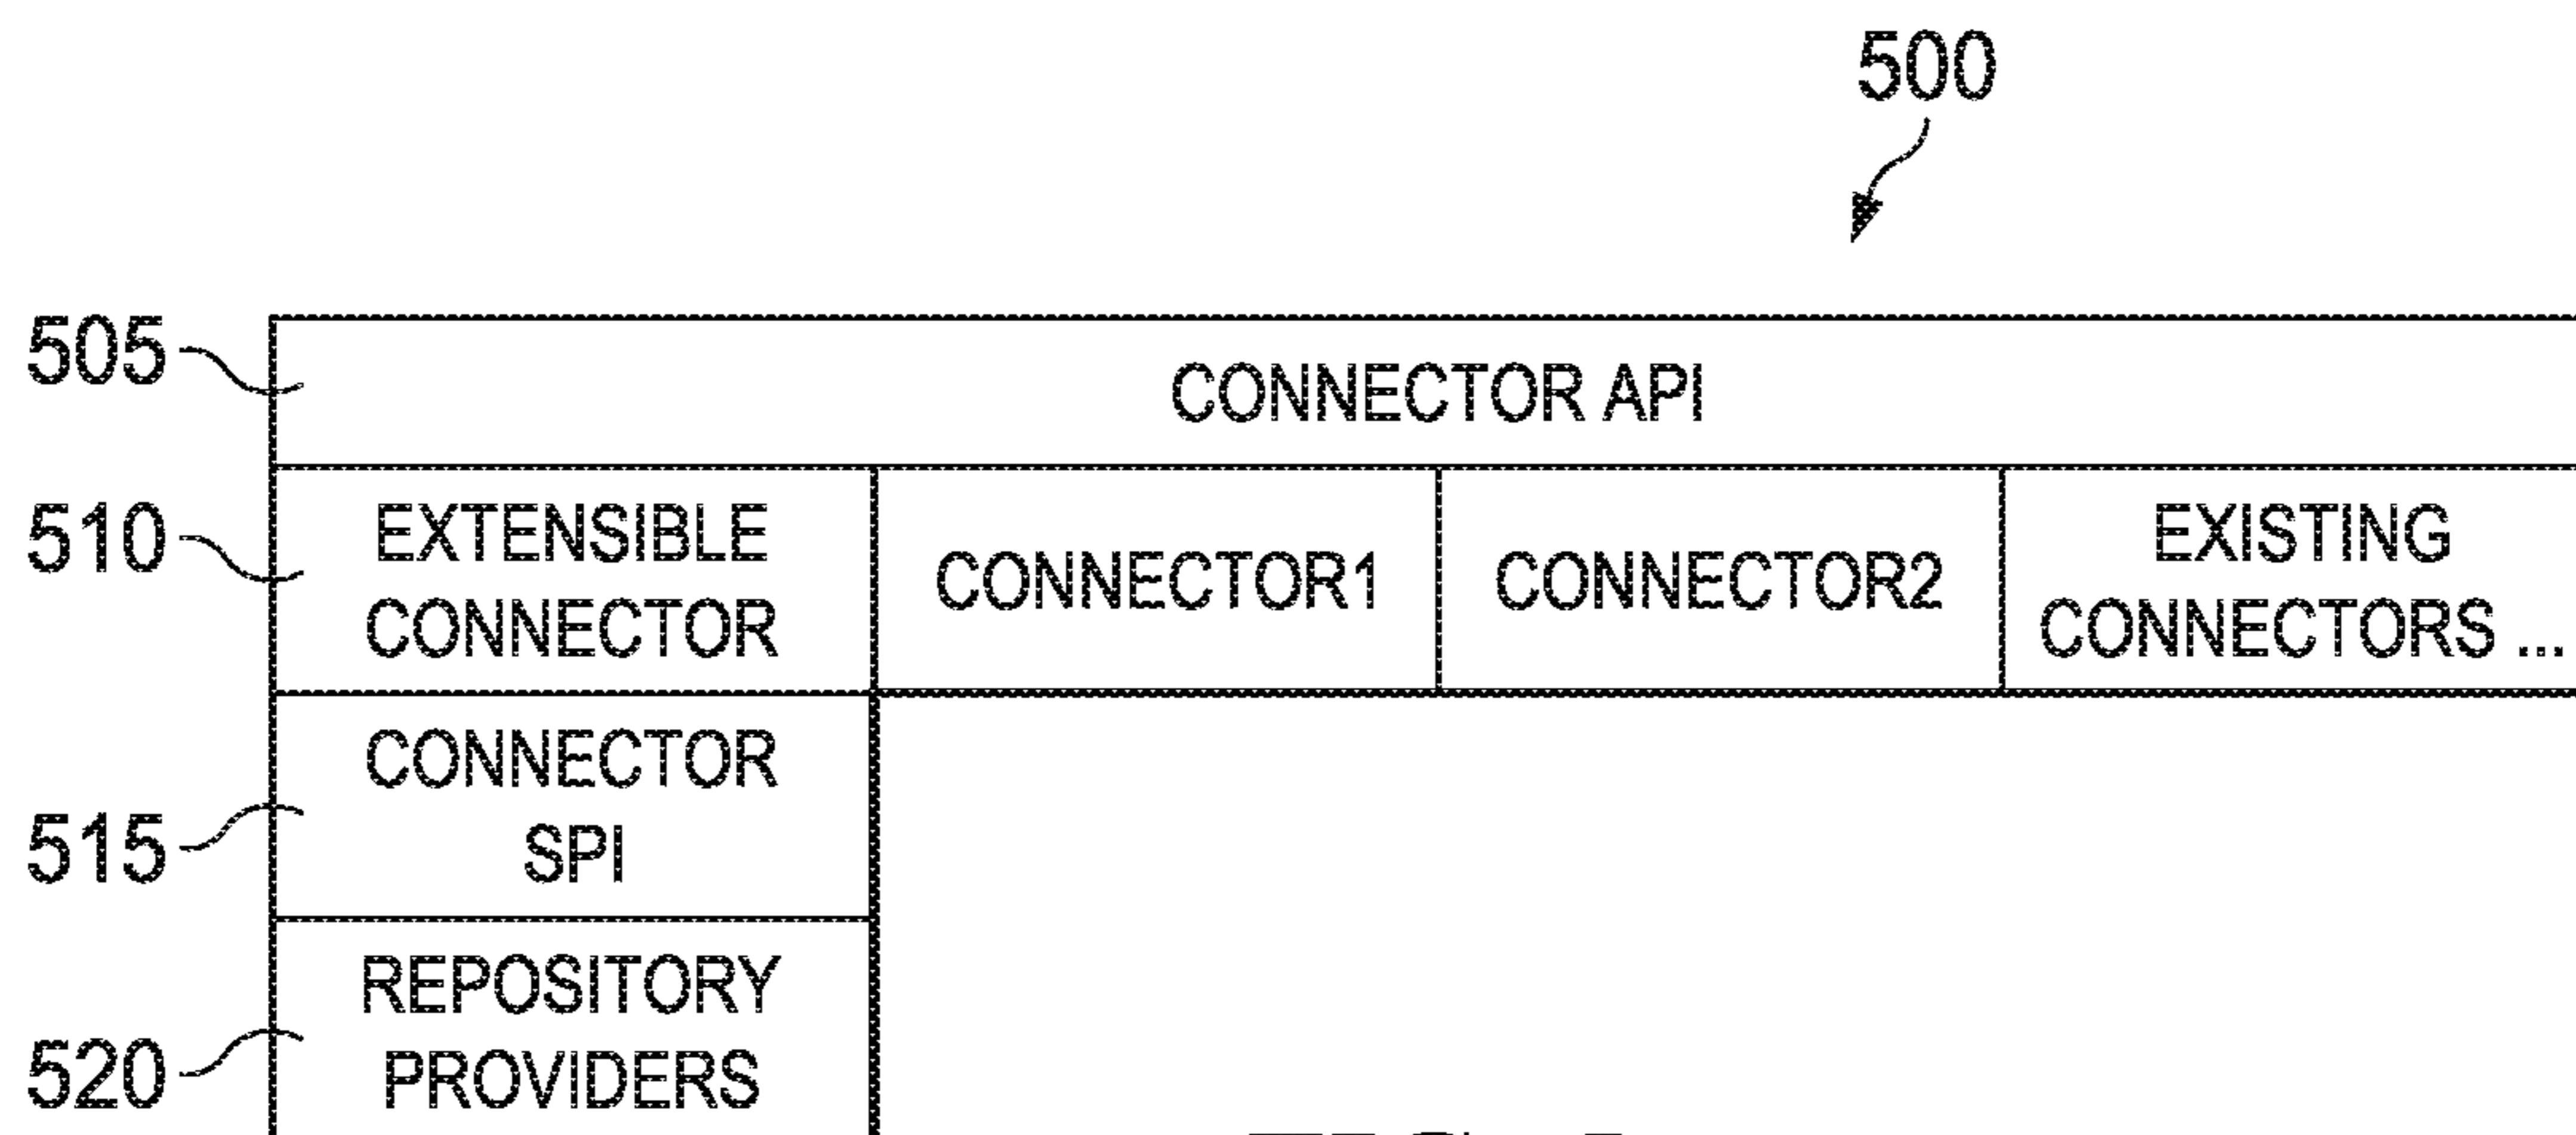 500
505
CONNECTOR API
510
EXTENSIBLE
CONNECTOR
CONNECTOR1
CONNECTOR2
EXISTING
CONNECTORS ...
515
CONNECTOR
SPI
520
REPOSITORY
PROVIDERS